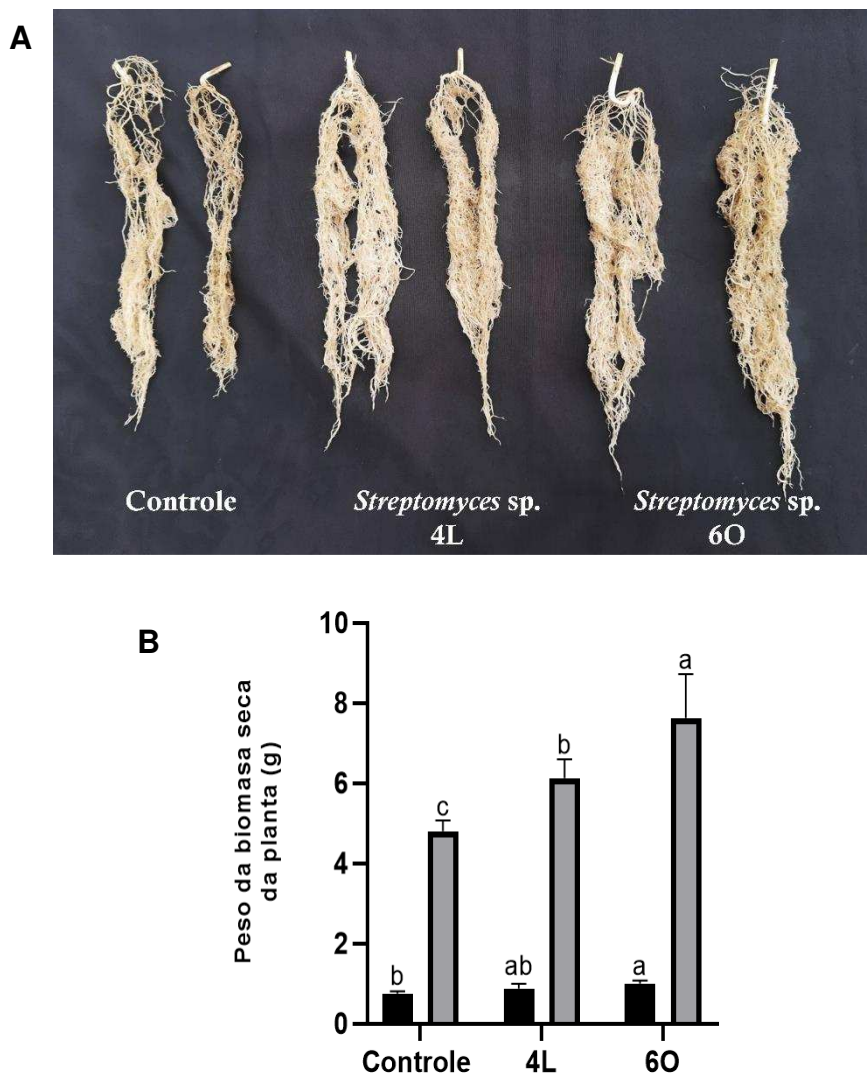 A
Controle
Streptomyces sp.
4L
Streptomyces sp.
6O
B
Peso da biomasa seca
da planta (g)
10
8
6
4
2
0
b
c
ab
b
a
a
Controle
4L
6O